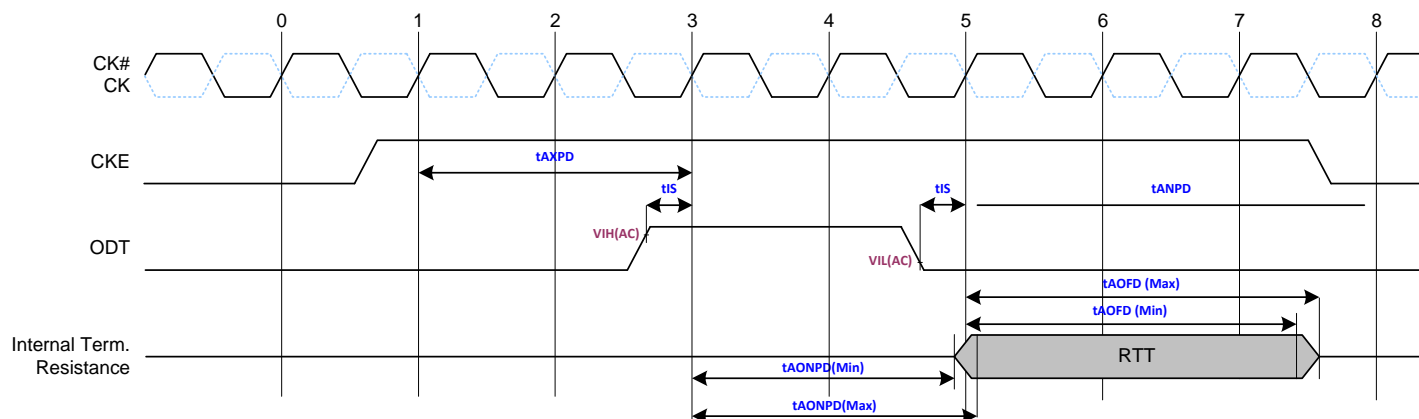 0 1 2 3 4 5 6 7 8
CK#
CK
CKE
tAXPD
tIS
tIS
tANPD
VIH(AC)
ODT
VIL(AC)
tAOFD (Max)
tAOFD (Min)
Internal Term.
Resistance
RTT
tAONPD(Min)
tAONPD(Max)